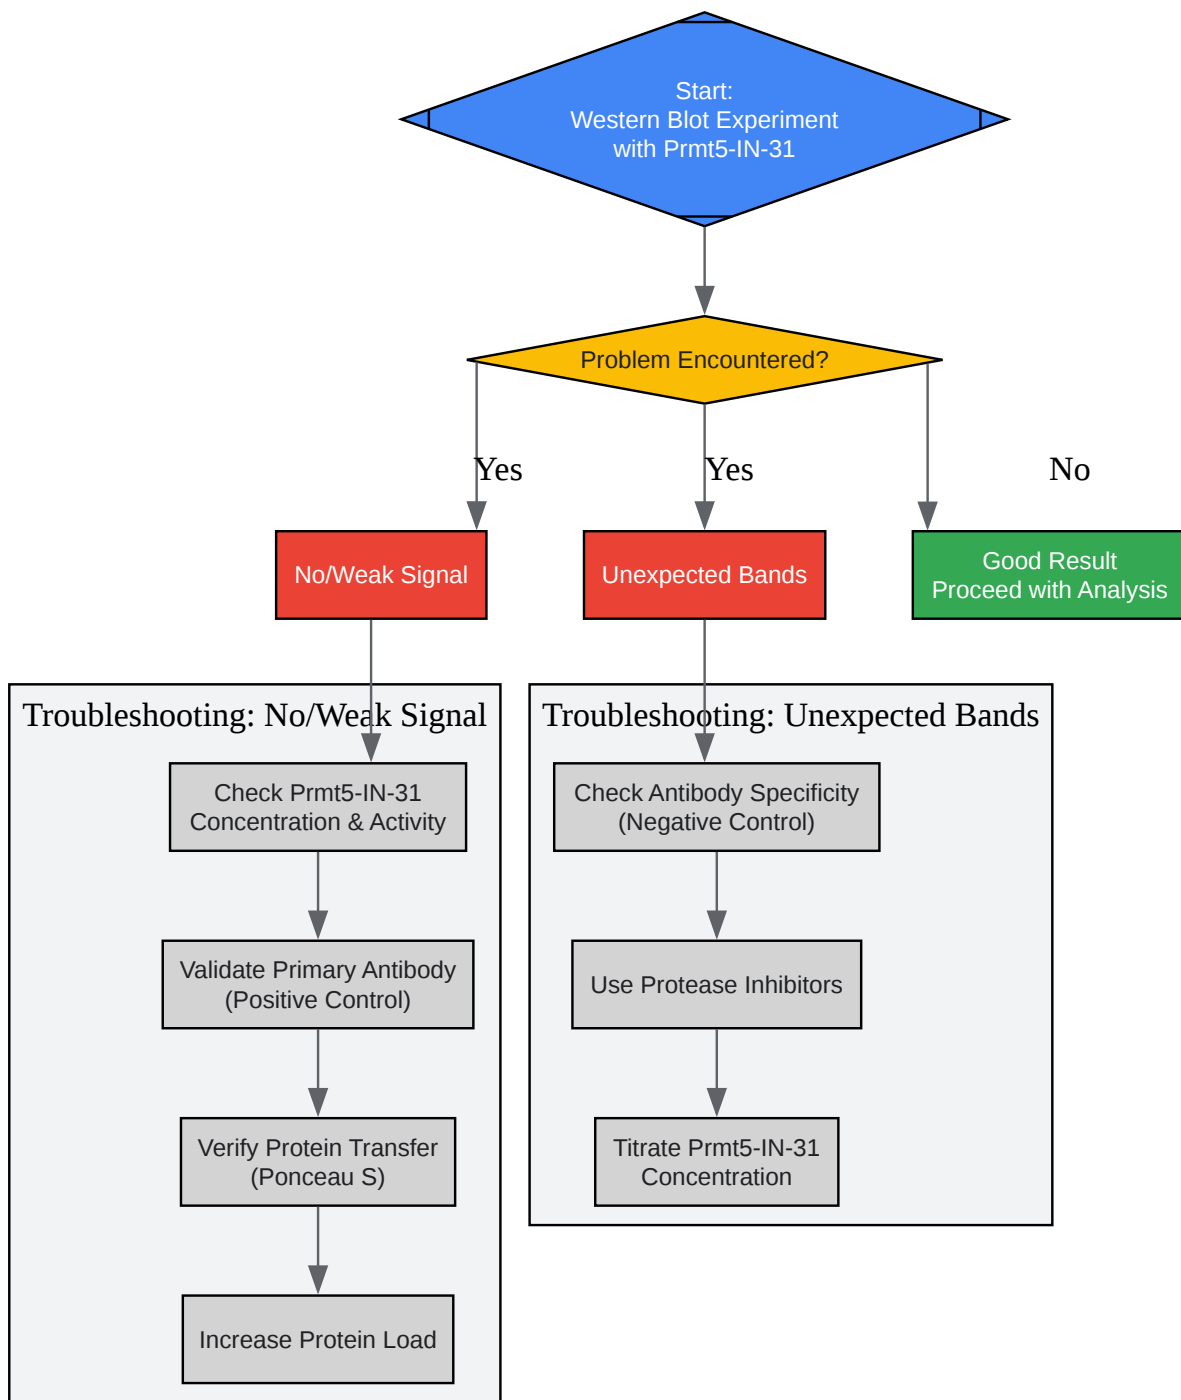 Start:
Western Blot Experiment
with Prmt5-IN-31
Problem Encountered?
Yes
Yes
No
No/Weak Signal
Unexpected Bands
Good Result
Proceed with Analysis
Troubleshooting: No/Weak Signal
Troubleshooting: Unexpected Bands
Check Prmt5-IN-31
Concentration & Activity
Check Antibody Specificity
(Negative Control)
Validate Primary Antibody
(Positive Control)
Use Protease Inhibitors
Verify Protein Transfer
(Ponceau S)
Titrate Prmt5-IN-31
Concentration
Increase Protein Load